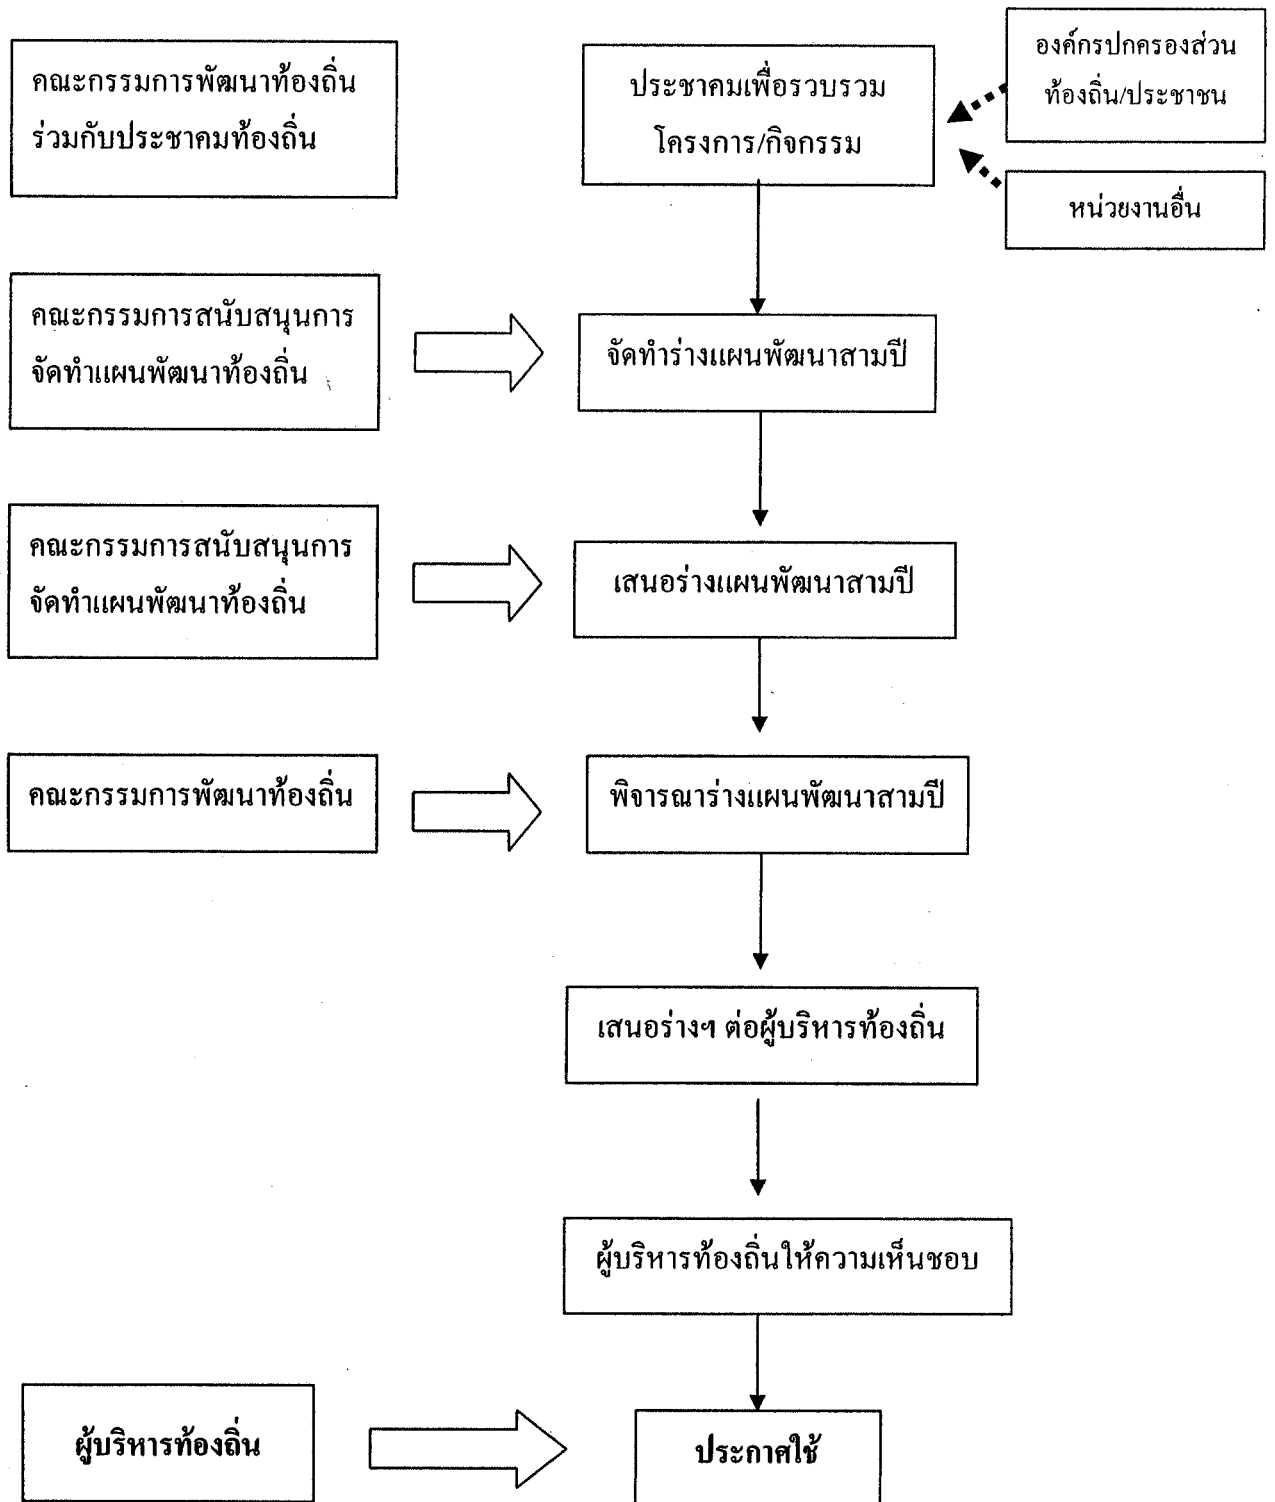 คณะกรรมการพัฒนาท้องถิ่น
ร่วมกับประชาคมท้องถิ่น
ประชาคมเพื่อรวบรวม
โครงการ/กิจกรรม
องค์กรปกครองส่วน
ท้องถิ่น/ประชาชน
หน่วยงานอื่น
คณะกรรมการสนับสนุนการ
จัดทำแผนพัฒนาท้องถิ่น
จัดทำร่างแผนพัฒนาสามปี
คณะกรรมการสนับสนุนการ
จัดทำแผนพัฒนาท้องถิ่น
เสนอร่างแผนพัฒนาสามปี
คณะกรรมการพัฒนาท้องถิ่น
พิจารณาร่างแผนพัฒนาสามปี
เสนอร่างฯ ต่อผู้บริหารท้องถิ่น
ผู้บริหารท้องถิ่นให้ความเห็นชอบ
ผู้บริหารท้องถิ่น
ประกาศใช้